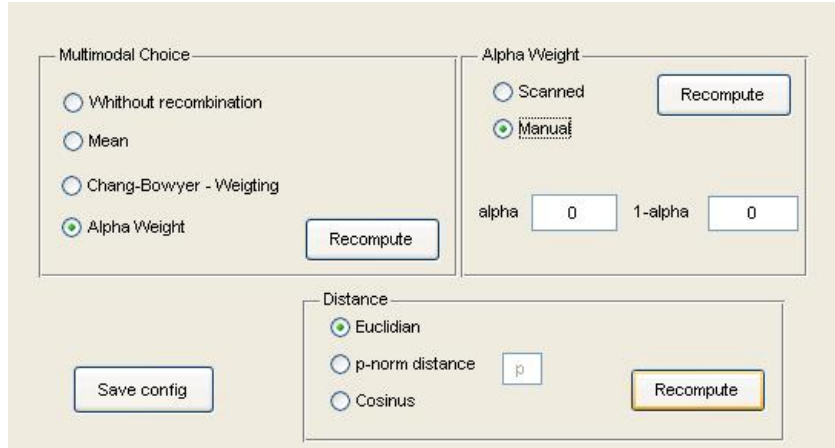 Multimodal Choice
Whithout recombination
Mean
Chang-Bowyer - Weigting
Alpha Weight
Recompute
Alpha Weight
Scanned
Recompute
Manual
alpha 0 1-alpha 0
Distance
Euclidian
p-norm distance p
Cosinus
Recompute
Save config